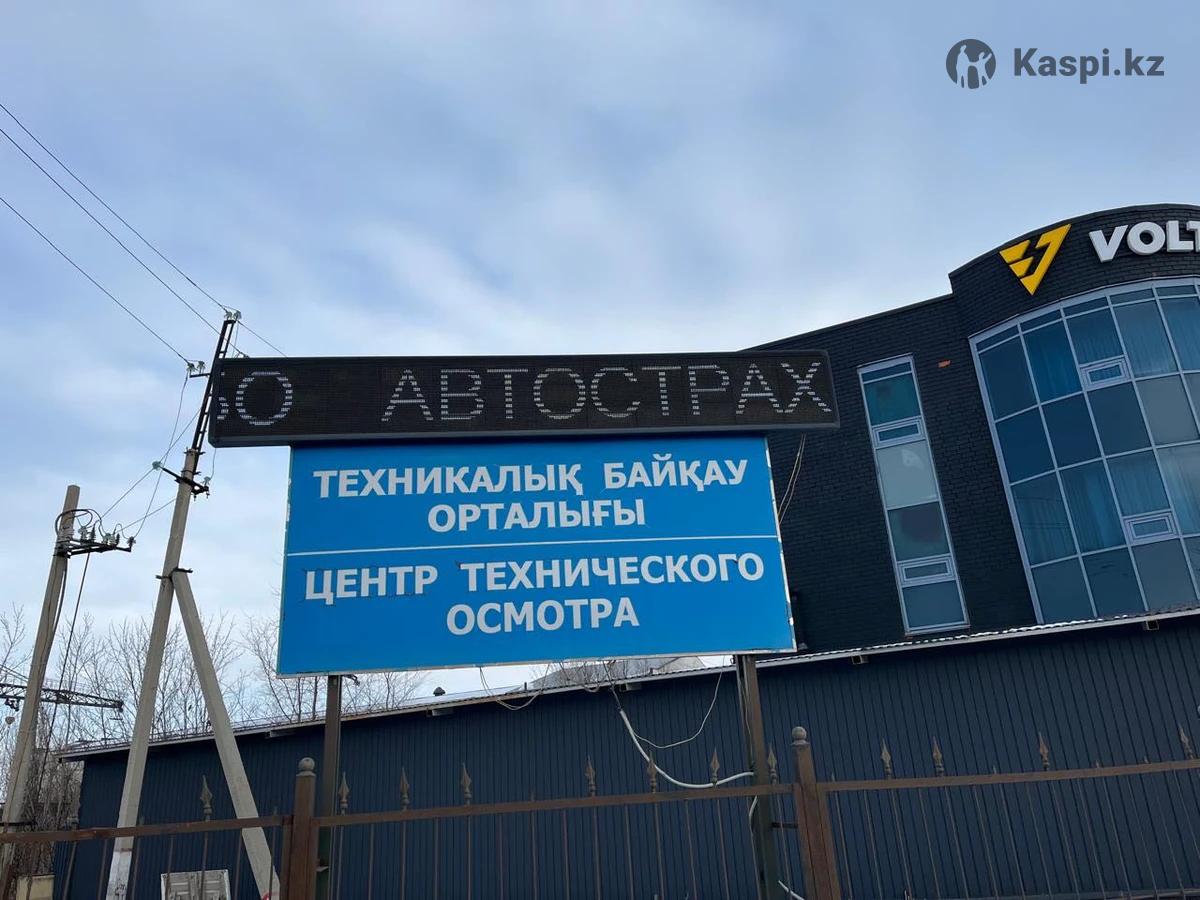 Kaspi.kz
VOLT
АВТОСТРАХ
ТЕХНИКАЛЫҚ БАЙҚАУ
ОРТАЛЫҒЫ
ЦЕНТР ТЕХНИЧЕСКОГО
ОСМОТРА